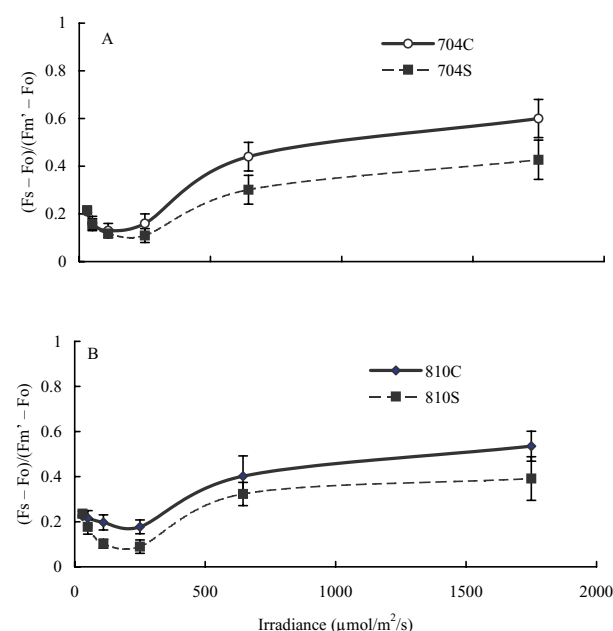 1
A
704C
0.8
704S
0.6
0.4
0.2
0
(Fs – Fo)/(Fm' – Fo)
1
B
810C
0.8
810S
0.6
0.4
0.2
0
(Fs – Fo)/(Fm' – Fo)
0 500 1000 1500 2000
Irradiance (µmol/m²/s)